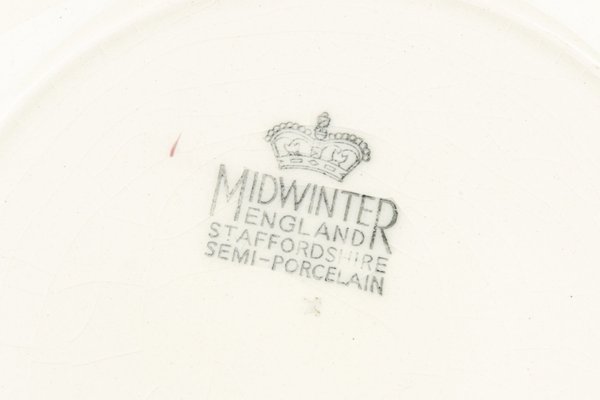 MIDWINTER
ENGLAND
STAFFORDSHIRE
SEMI-PORCELAIN